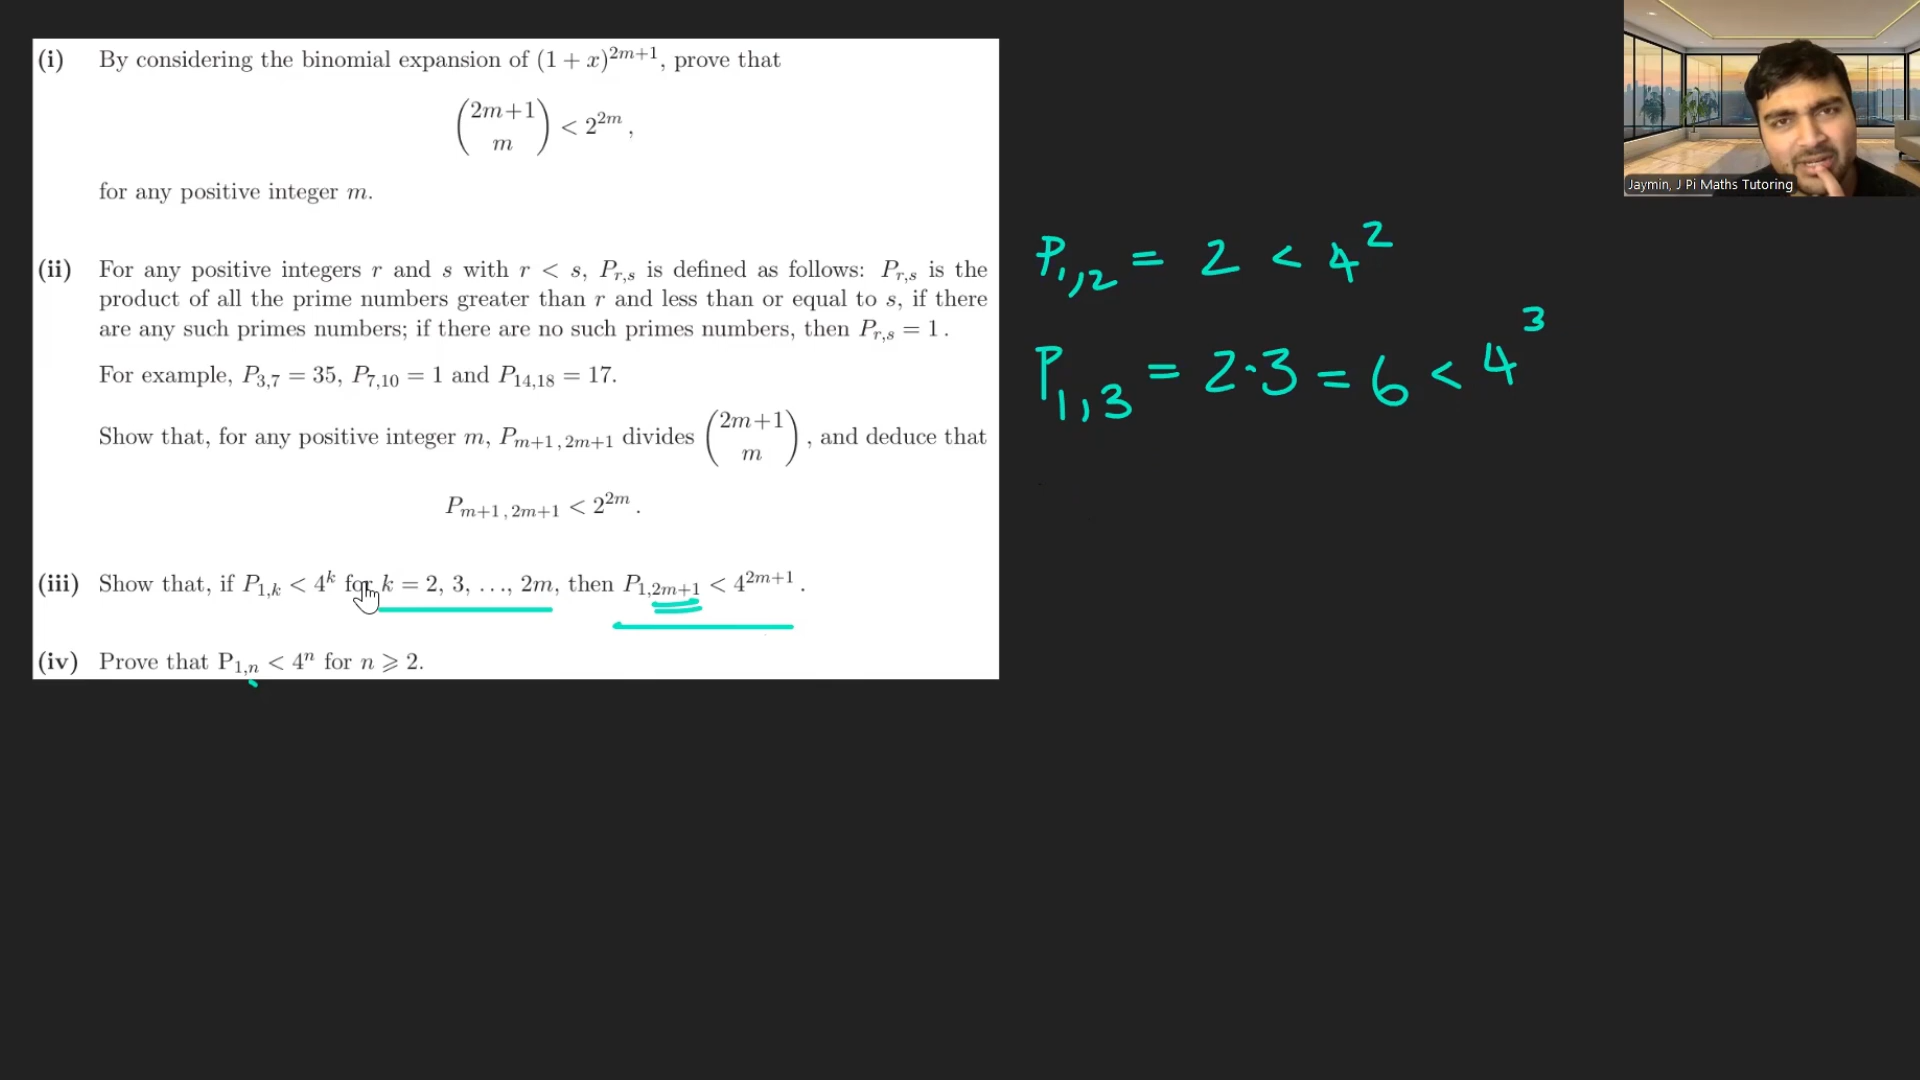 (i) By considering the binomial expansion of (1 + x)^{2m+1}, prove that
\binom{2m+1}{m} < 2^{2m},
for any positive integer m.
(ii) For any positive integers r and s with r < s, P_{r,s} is defined as follows: P_{r,s} is the
product of all the prime numbers greater than r and less than or equal to s, if there
are any such primes numbers; if there are no such primes numbers, then P_{r,s} = 1.
For example, P_{3,7} = 35, P_{7,10} = 1 and P_{14,18} = 17.
Show that, for any positive integer m, P_{m+1,2m+1} divides \binom{2m+1}{m}, and deduce that
P_{m+1,2m+1} < 2^{2m}.
(iii) Show that, if P_{1,k} < 4^k for k = 2, 3, ..., 2m, then P_{1,2m+1} < 4^{2m+1}.
(iv) Prove that P_{1,n} < 4^n for n ⩾ 2.
P_{1,2} = 2 < 4^2
P_{1,3} = 2·3 = 6 < 4^3
Jaymin, J Pi Maths Tutoring